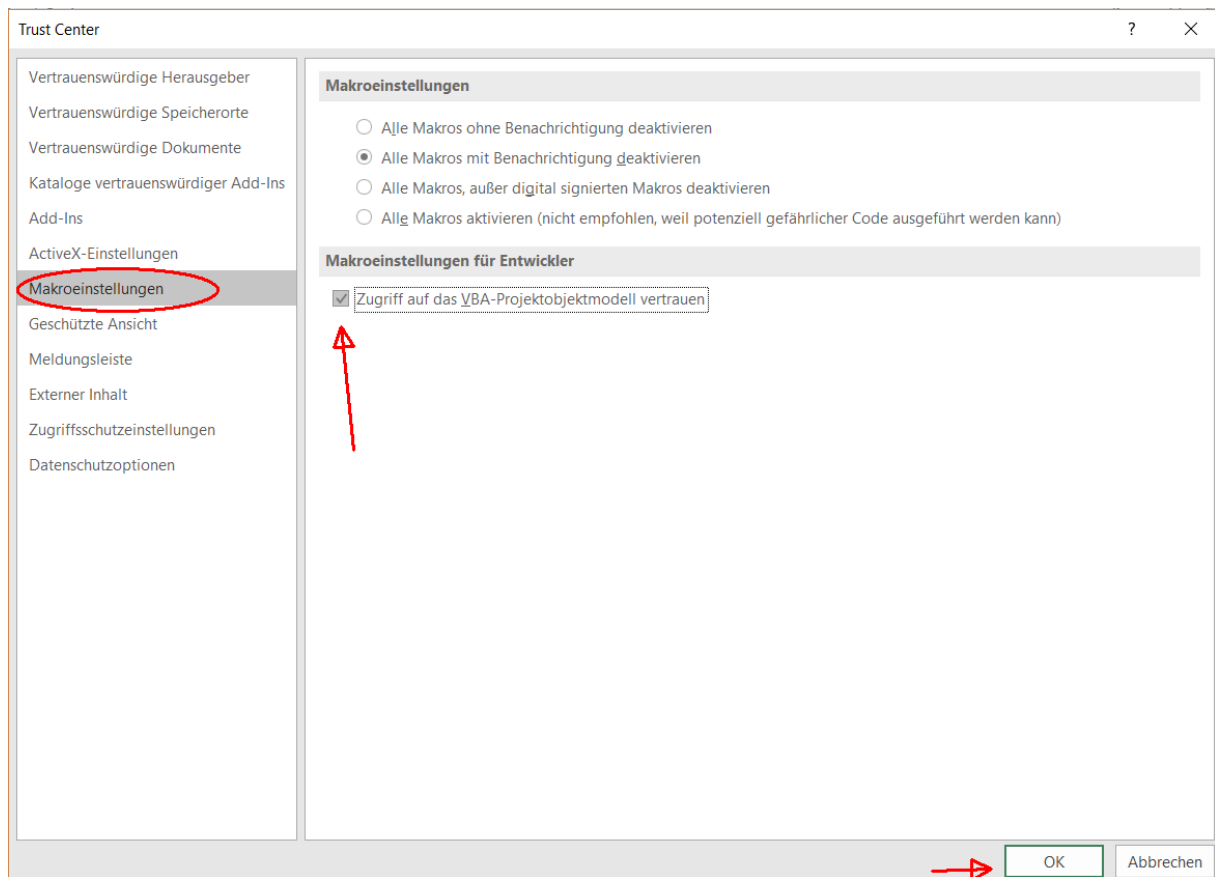 Trust Center
?
Vertrauenswürdige Herausgeber
Vertrauenswürdige Speicherorte
Vertrauenswürdige Dokumente
Kataloge vertrauenswürdiger Add-Ins
Add-Ins
ActiveX-Einstellungen
Makroeinstellungen
Geschützte Ansicht
Meldungsleiste
Externer Inhalt
Zugriffsschutzeinstellungen
Datenschutzoptionen
Makroeinstellungen
Alle Makros ohne Benachrichtigung deaktivieren
Alle Makros mit Benachrichtigung deaktivieren
Alle Makros, außer digital signierten Makros deaktivieren
Alle Makros aktivieren (nicht empfohlen, weil potenziell gefährlicher Code ausgeführt werden kann)
Makroeinstellungen für Entwickler
Zugriff auf das VBA-Projektobjektmodell vertrauen
OK
Abbrechen